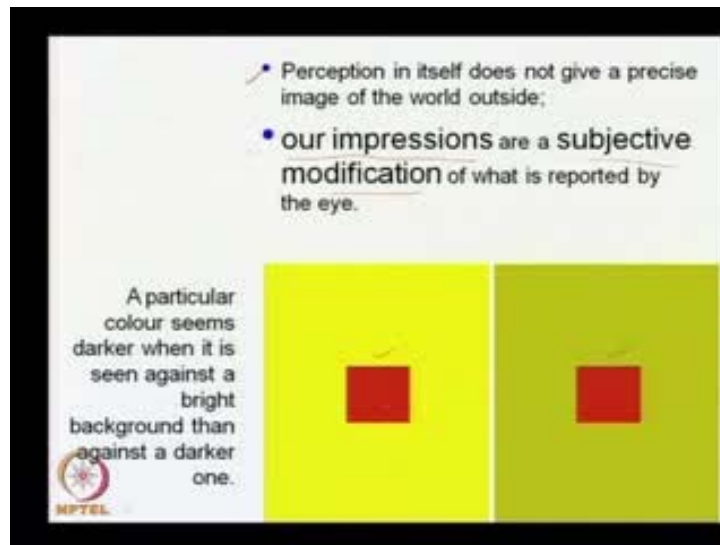 Perception in itself does not give a precise
image of the world outside;
our impressions are a subjective
modification of what is reported by
the eye.
A particular
colour seems
darker when it is
seen against a
bright
background than
against a darker
one.
NPTEL